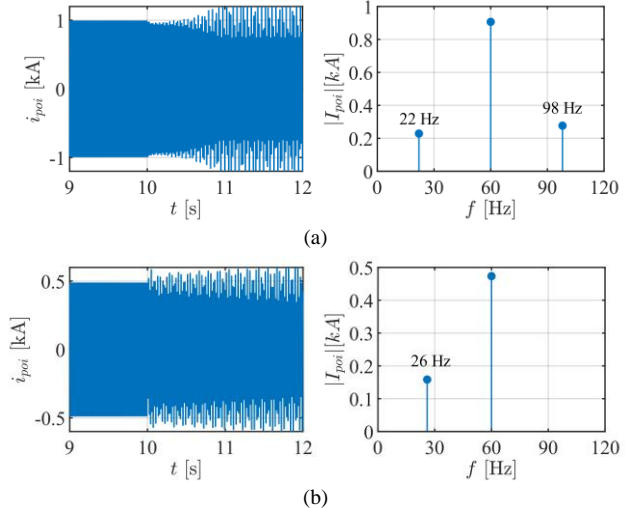 1
0
-1
i_poi [kA]
9 10 11 12
t [s]
1
0.8
0.6
0.4
0.2
0
|I_poi|[kA]
22 Hz
98 Hz
0 30 60 90 120
f [Hz]
(a)
0.5
0
-0.5
i_poi [kA]
9 10 11 12
t [s]
0.5
0.4
0.3
0.2
0.1
0
|I_poi|[kA]
26 Hz
0 30 60 90 120
f [Hz]
(b)